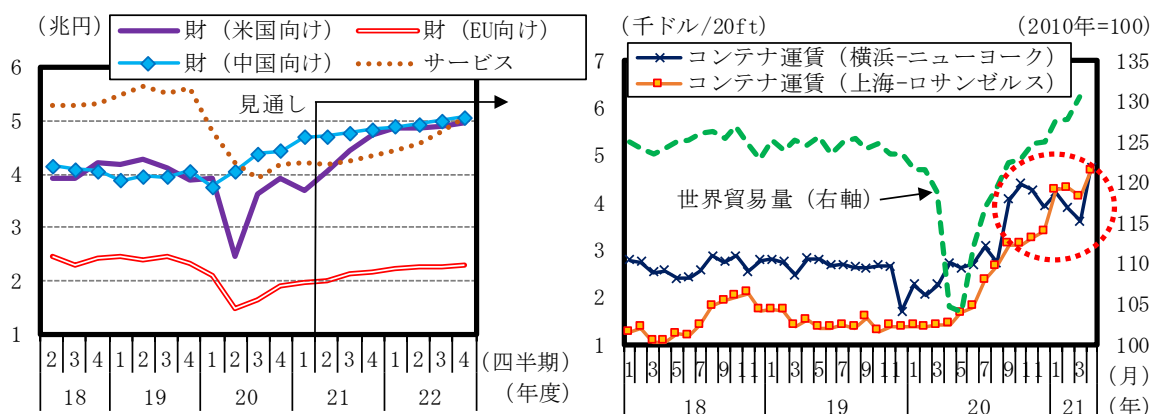 (兆円)
財（米国向け）
財（EU向け）
財（中国向け）
サービス
見通し
6
5
4
3
2
1
2 3 4 1 2 3 4 1 2 3 4 1 2 3 4 1 2 3 4
(四半期)
18 19 20 21 22
(年度)
(千ドル/20ft)
(2010年=100)
コンテナ運賃（横浜-ニューヨーク）
コンテナ運賃（上海-ロサンゼルス）
世界貿易量（右軸）
7
6
5
4
3
2
1
135
130
125
120
115
110
105
100
1 3 5 7 9 11 1 3 5 7 9 11 1 3 5 7 9 11 1 3
(月)
18 19 20 21
(年)